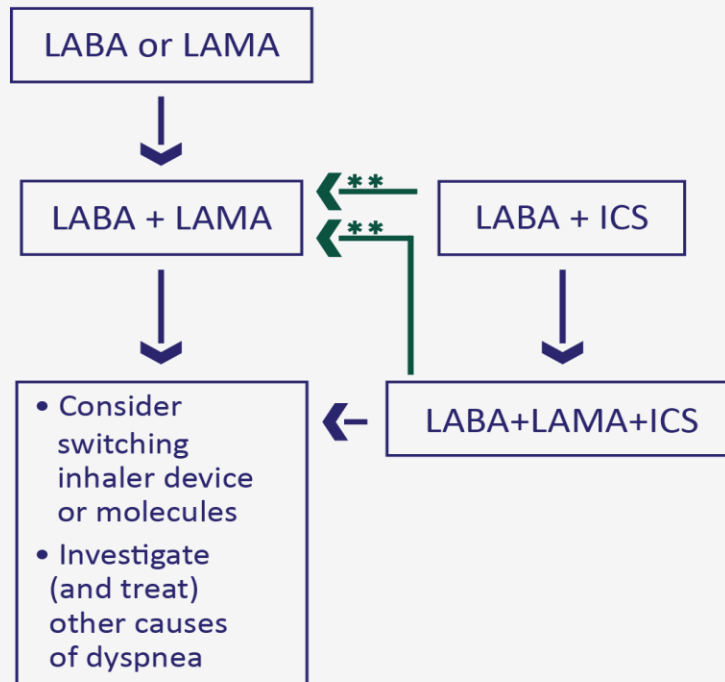 LABA or LAMA
**
LABA + LAMA
LABA + ICS
**
• Consider
switching
inhaler device
or molecules
• Investigate
(and treat)
other causes
of dyspnea
LABA+LAMA+ICS